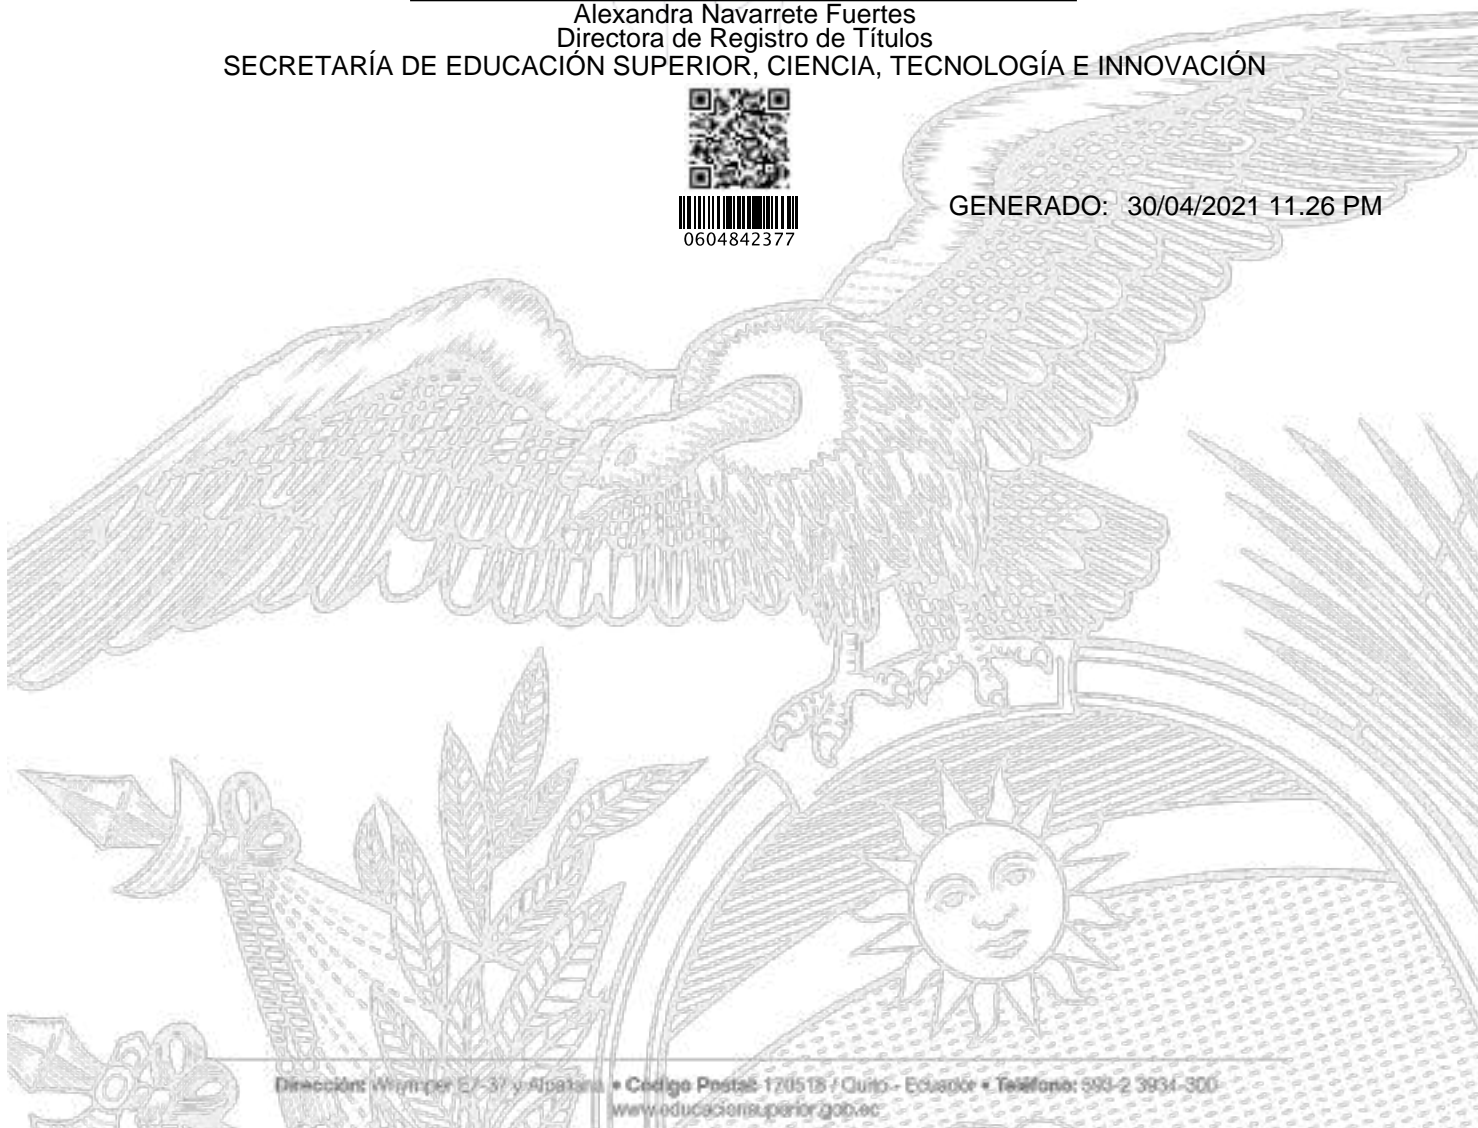 Alexandra Navarrete Fuertes
Directora de Registro de Títulos
SECRETARÍA DE EDUCACIÓN SUPERIOR, CIENCIA, TECNOLOGÍA E INNOVACIÓN
GENERADO: 30/04/2021 11.26 PM
0604842377
Dirección: Whymper E7-37 y Alpallana • Código Postal: 170518 / Quito - Ecuador • Teléfono: 593-2 3934-300
www.educacionsuperior.gob.ec